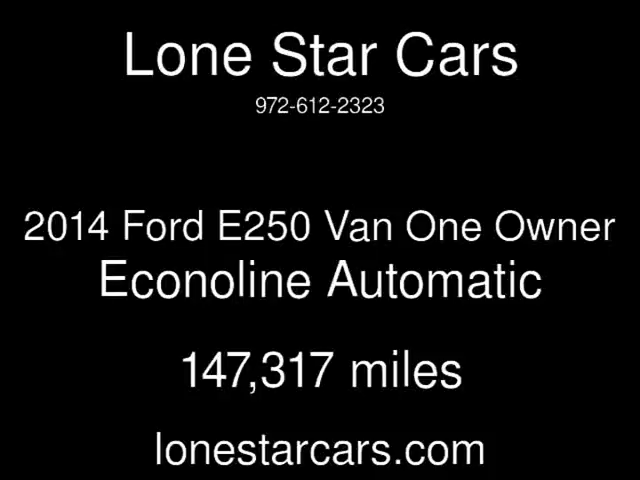 Lone Star Cars
972-612-2323
2014 Ford E250 Van One Owner
Econoline Automatic
147,317 miles
lonestarcars.com